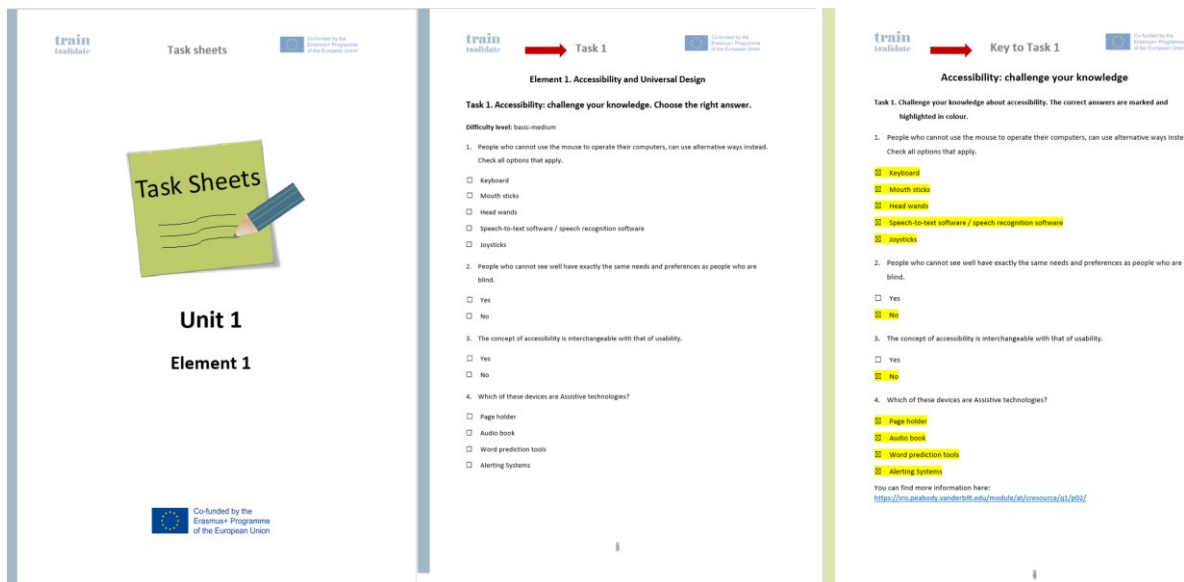 train
to validate
Task sheets
Co-funded by the
Erasmus+ Programme
of the European Union
Task Sheets
Unit 1
Element 1
Co-funded by the
Erasmus+ Programme
of the European Union
train
to validate
Task 1
Co-funded by the
Erasmus+ Programme
of the European Union
Element 1. Accessibility and Universal Design
Task 1. Accessibility: challenge your knowledge. Choose the right answer.
Difficulty level: basic-medium
1. People who cannot use the mouse to operate their computers, can use alternative ways instead.
Check all options that apply.
☐ Keyboard
☐ Mouth sticks
☐ Head wands
☐ Speech-to-text software / speech recognition software
☐ Joysticks
2. People who cannot see well have exactly the same needs and preferences as people who are
blind.
☐ Yes
☐ No
3. The concept of accessibility is interchangeable with that of usability.
☐ Yes
☐ No
4. Which of these devices are Assistive technologies?
☐ Page holder
☐ Audio book
☐ Word prediction tools
☐ Alerting Systems
train
to validate
Key to Task 1
Co-funded by the
Erasmus+ Programme
of the European Union
Accessibility: challenge your knowledge
Task 1. Challenge your knowledge about accessibility. The correct answers are marked and
highlighted in colour.
1. People who cannot use the mouse to operate their computers, can use alternative ways inste
Check all options that apply.
☒ Keyboard
☒ Mouth sticks
☒ Head wands
☒ Speech-to-text software / speech recognition software
☒ Joysticks
2. People who cannot see well have exactly the same needs and preferences as people who are
blind.
☐ Yes
☒ No
3. The concept of accessibility is interchangeable with that of usability.
☐ Yes
☒ No
4. Which of these devices are Assistive technologies?
☒ Page holder
☒ Audio book
☒ Word prediction tools
☒ Alerting Systems
You can find more information here:
https://iris.peabody.vanderbilt.edu/module/at/cresource/q1/p02/